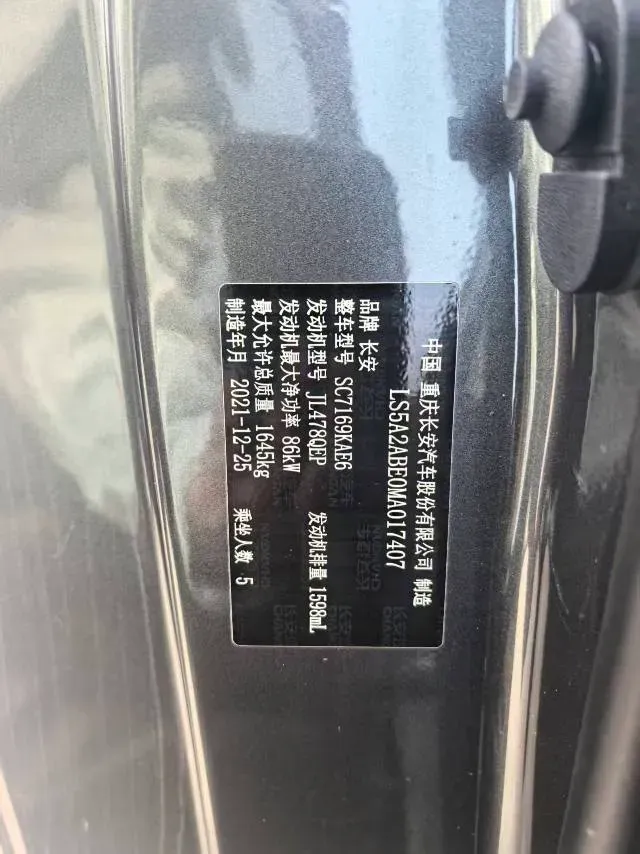 中国 重庆长安汽车股份有限公司 制造
LS5A2ABE0MA017407
品牌 长安
整车型号 SC7169KAE6
发动机型号 JL478QEP 发动机排量 1598mL
发动机最大净功率 86kW
最大允许总质量 1645kg
制造年月 2021-12-25 乘坐人数 5